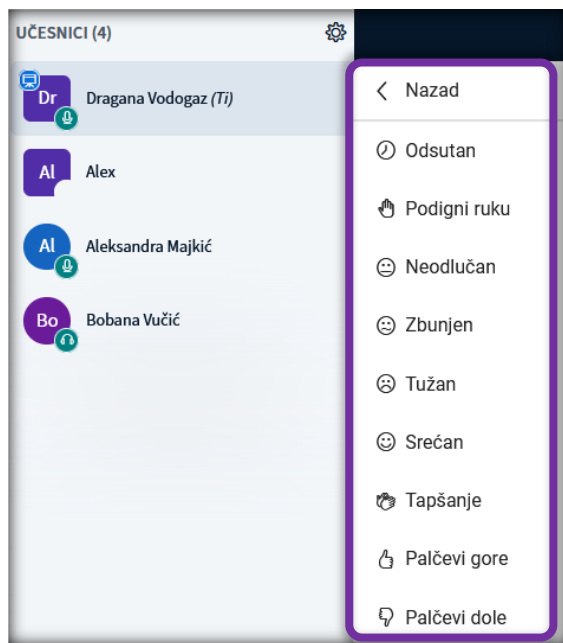 UČESNICI (4)
Dr
Dragana Vodogaz (Ti)
Al
Alex
Al
Aleksandra Majkić
Bo
Bobana Vučić
Nazad
Odsutan
Podigni ruku
Neodlučan
Zbunjen
Tužan
Srećan
Tapšanje
Palčevi gore
Palčevi dole